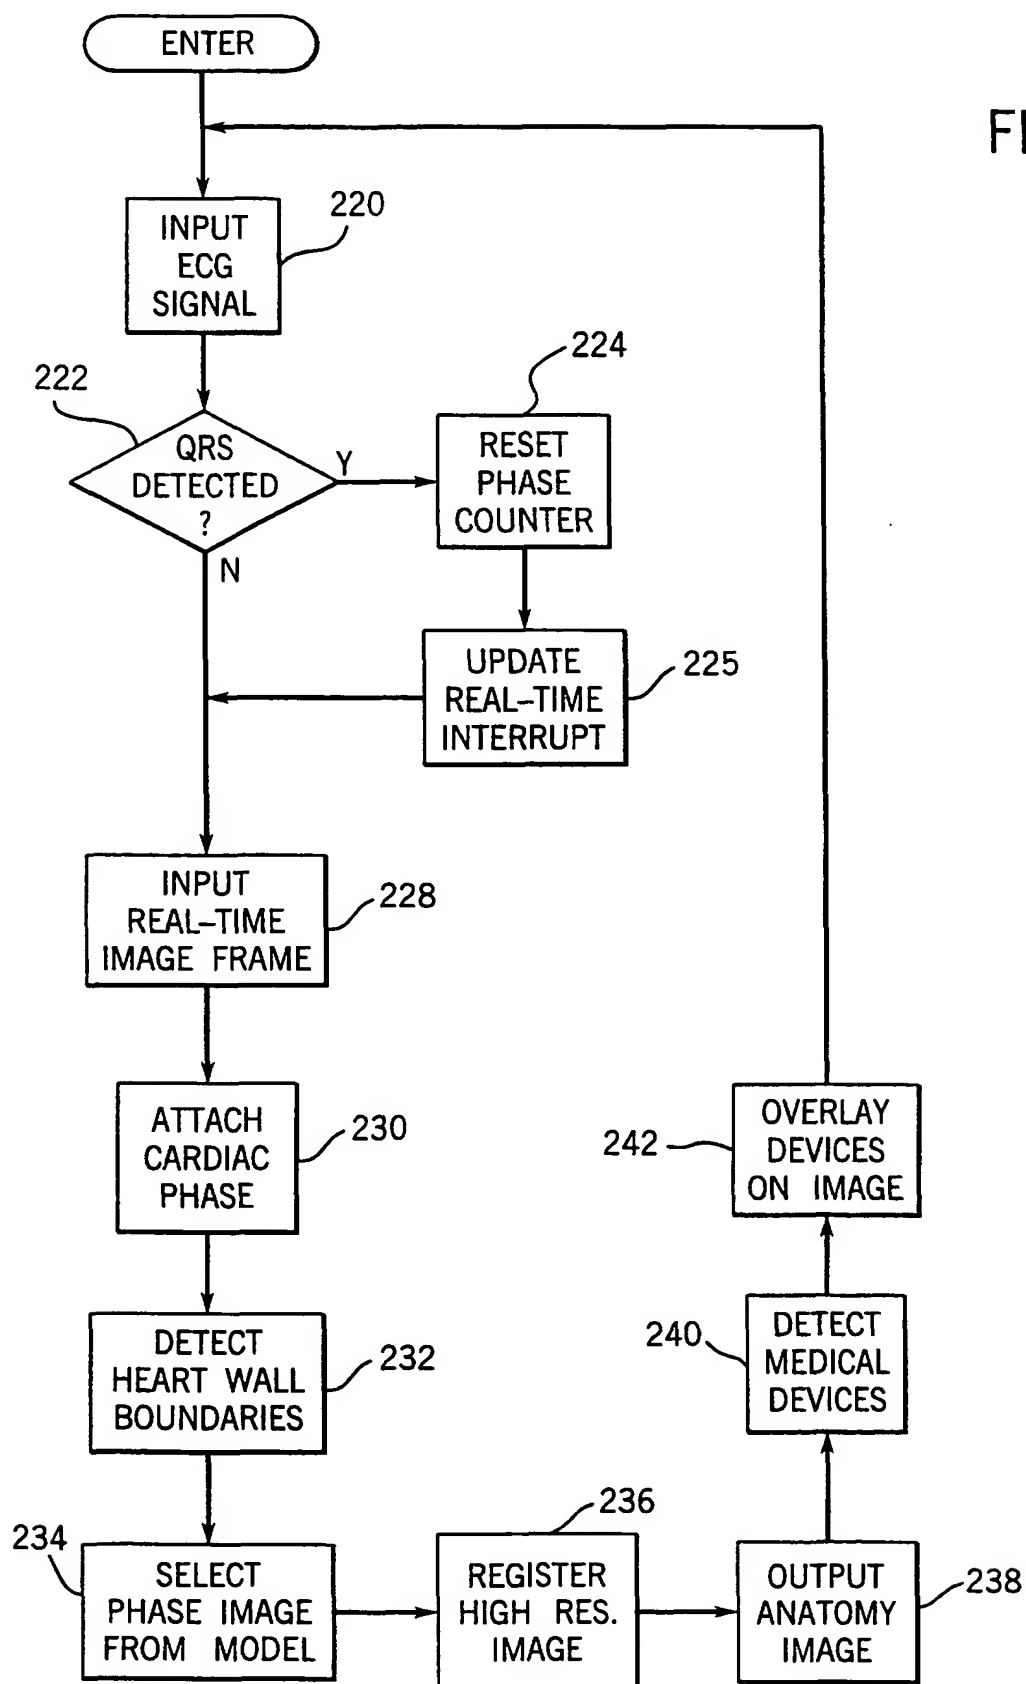 ENTER
FI
INPUT
ECG
SIGNAL
220
222
QRS
DETECTED
?
Y
N
224
RESET
PHASE
COUNTER
UPDATE
REAL-TIME
INTERRUPT
225
INPUT
REAL-TIME
IMAGE FRAME
228
ATTACH
CARDIAC
PHASE
230
DETECT
HEART WALL
BOUNDARIES
232
234
SELECT
PHASE IMAGE
FROM MODEL
236
REGISTER
HIGH RES.
IMAGE
OUTPUT
ANATOMY
IMAGE
238
240
DETECT
MEDICAL
DEVICES
242
OVERLAY
DEVICES
ON IMAGE